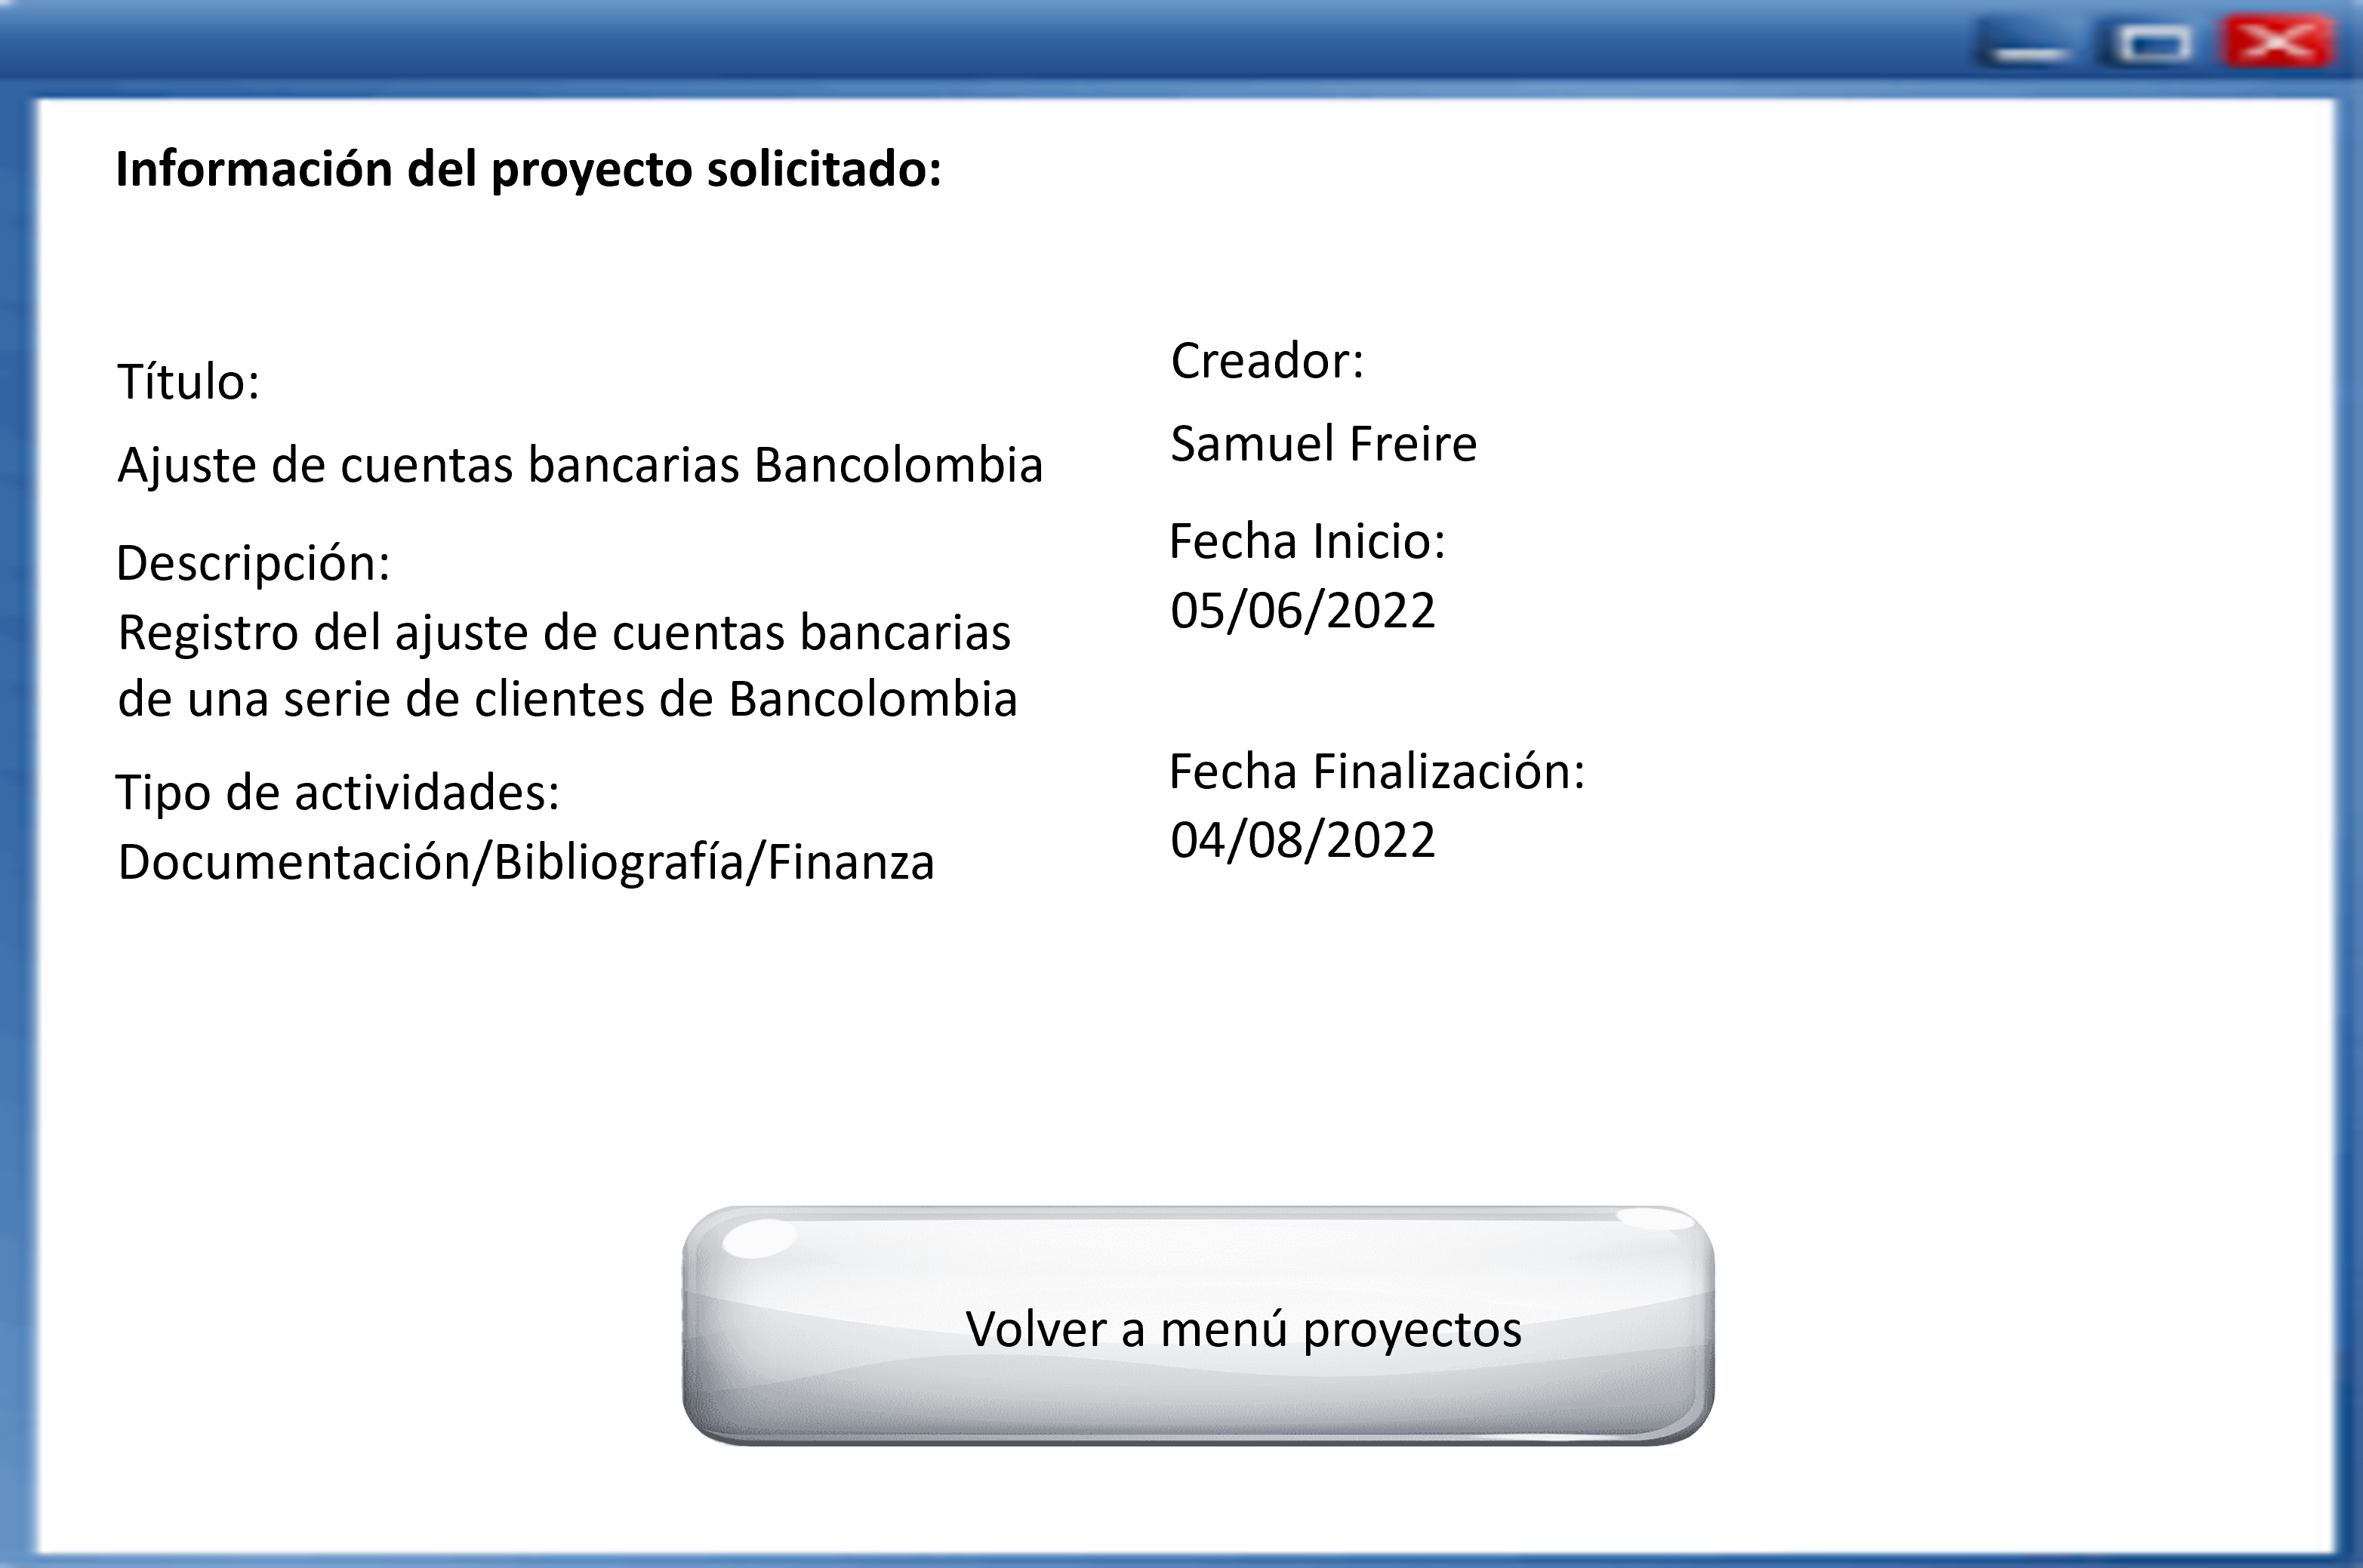 Información del proyecto solicitado:
Título:
Ajuste de cuentas bancarias Bancolombia
Descripción:
Registro del ajuste de cuentas bancarias
de una serie de clientes de Bancolombia
Tipo de actividades:
Documentación/Bibliografía/Finanza
Creador:
Samuel Freire
Fecha Inicio:
05/06/2022
Fecha Finalización:
04/08/2022
Volver a menú proyectos